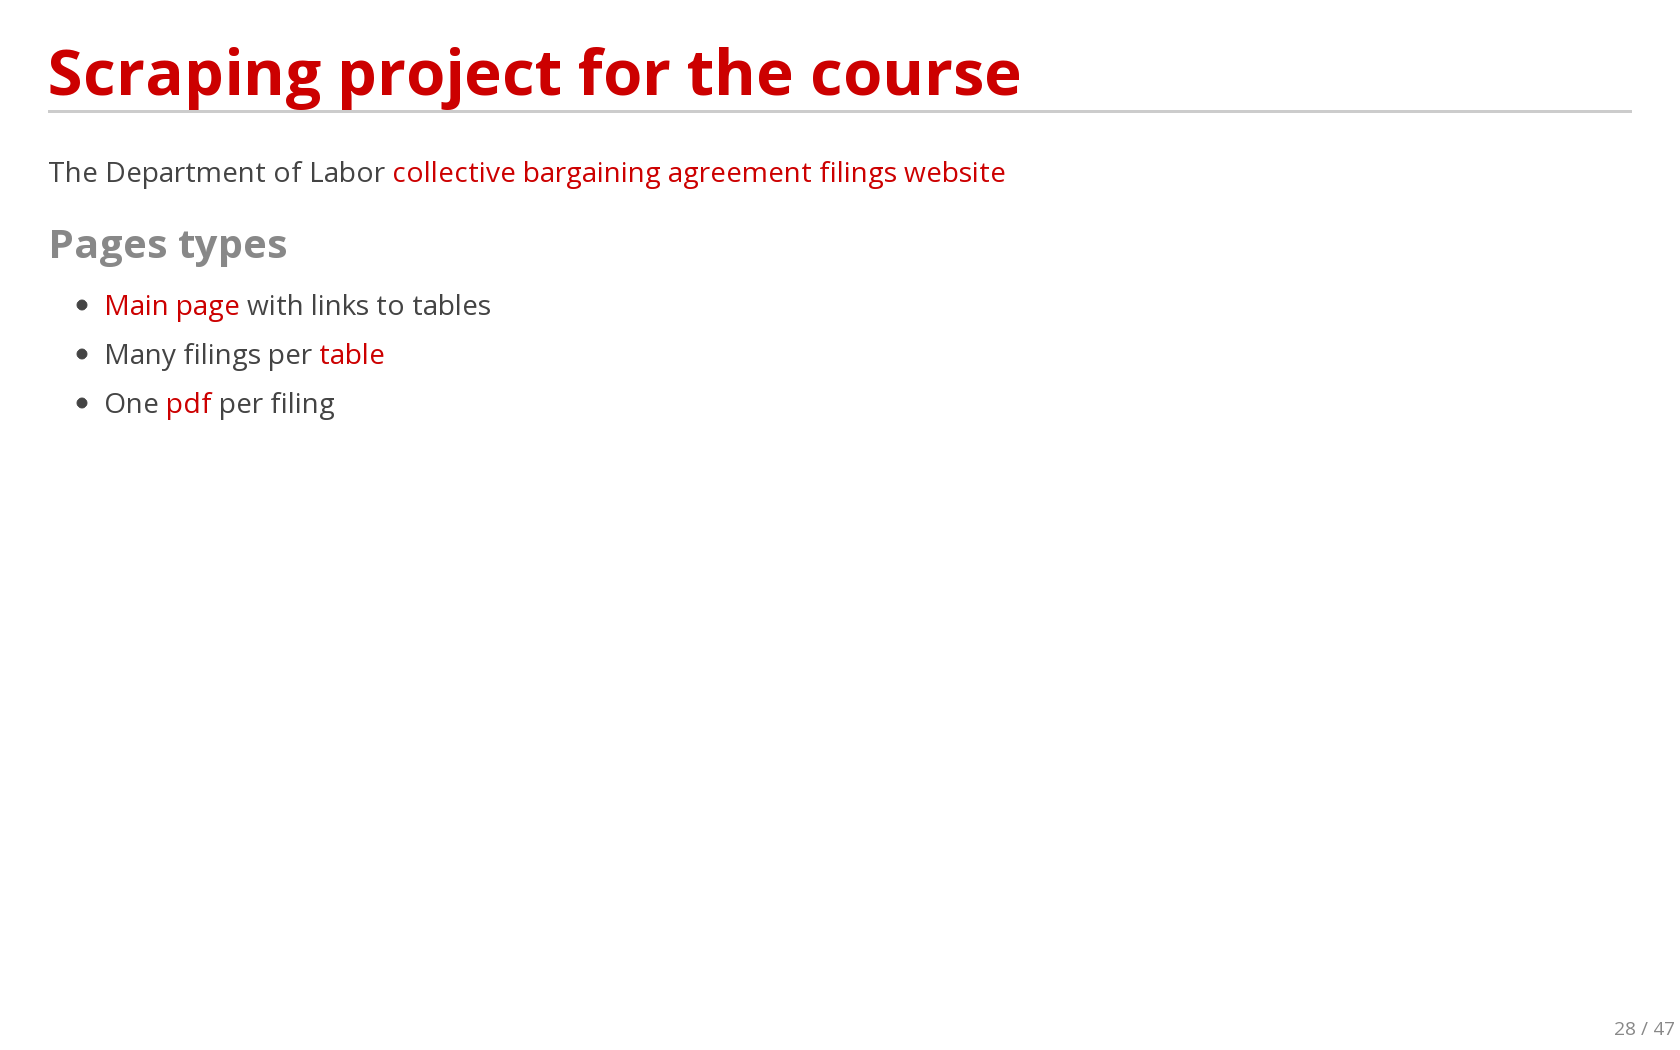 Scraping project for the course
The Department of Labor collective bargaining agreement filings website
Pages types
Main page with links to tables
Many filings per table
One pdf per filing
28 / 47